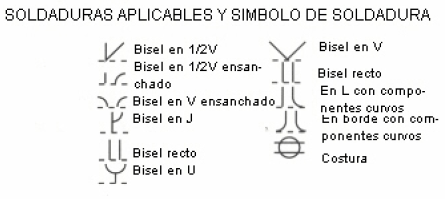 SOLDADURAS APLICABLES Y SIMBOLO DE SOLDADURA
Bisel en 1/2V
Bisel en 1/2V ensan-
chado
Bisel en V ensanchado
Bisel en J
Bisel recto
Bisel en U
Bisel en V
Bisel recto
En L con compo-
nentes curvos
En borde con com-
ponentes curvos
Costura